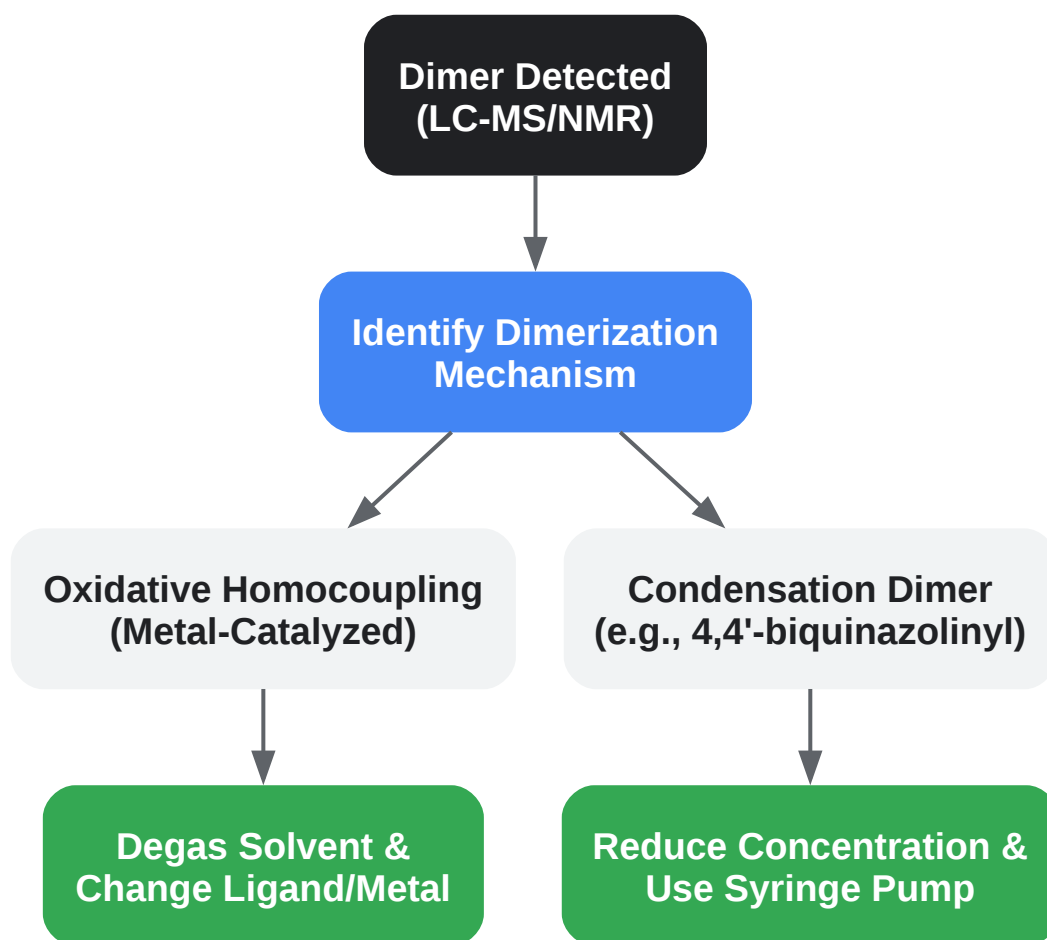 Dimer Detected
(LC-MS/NMR)
Identify Dimerization
Mechanism
Oxidative Homocoupling
(Metal-Catalyzed)
Condensation Dimer
(e.g., 4,4'-biquinazolinyl)
Degas Solvent &
Change Ligand/Metal
Reduce Concentration &
Use Syringe Pump